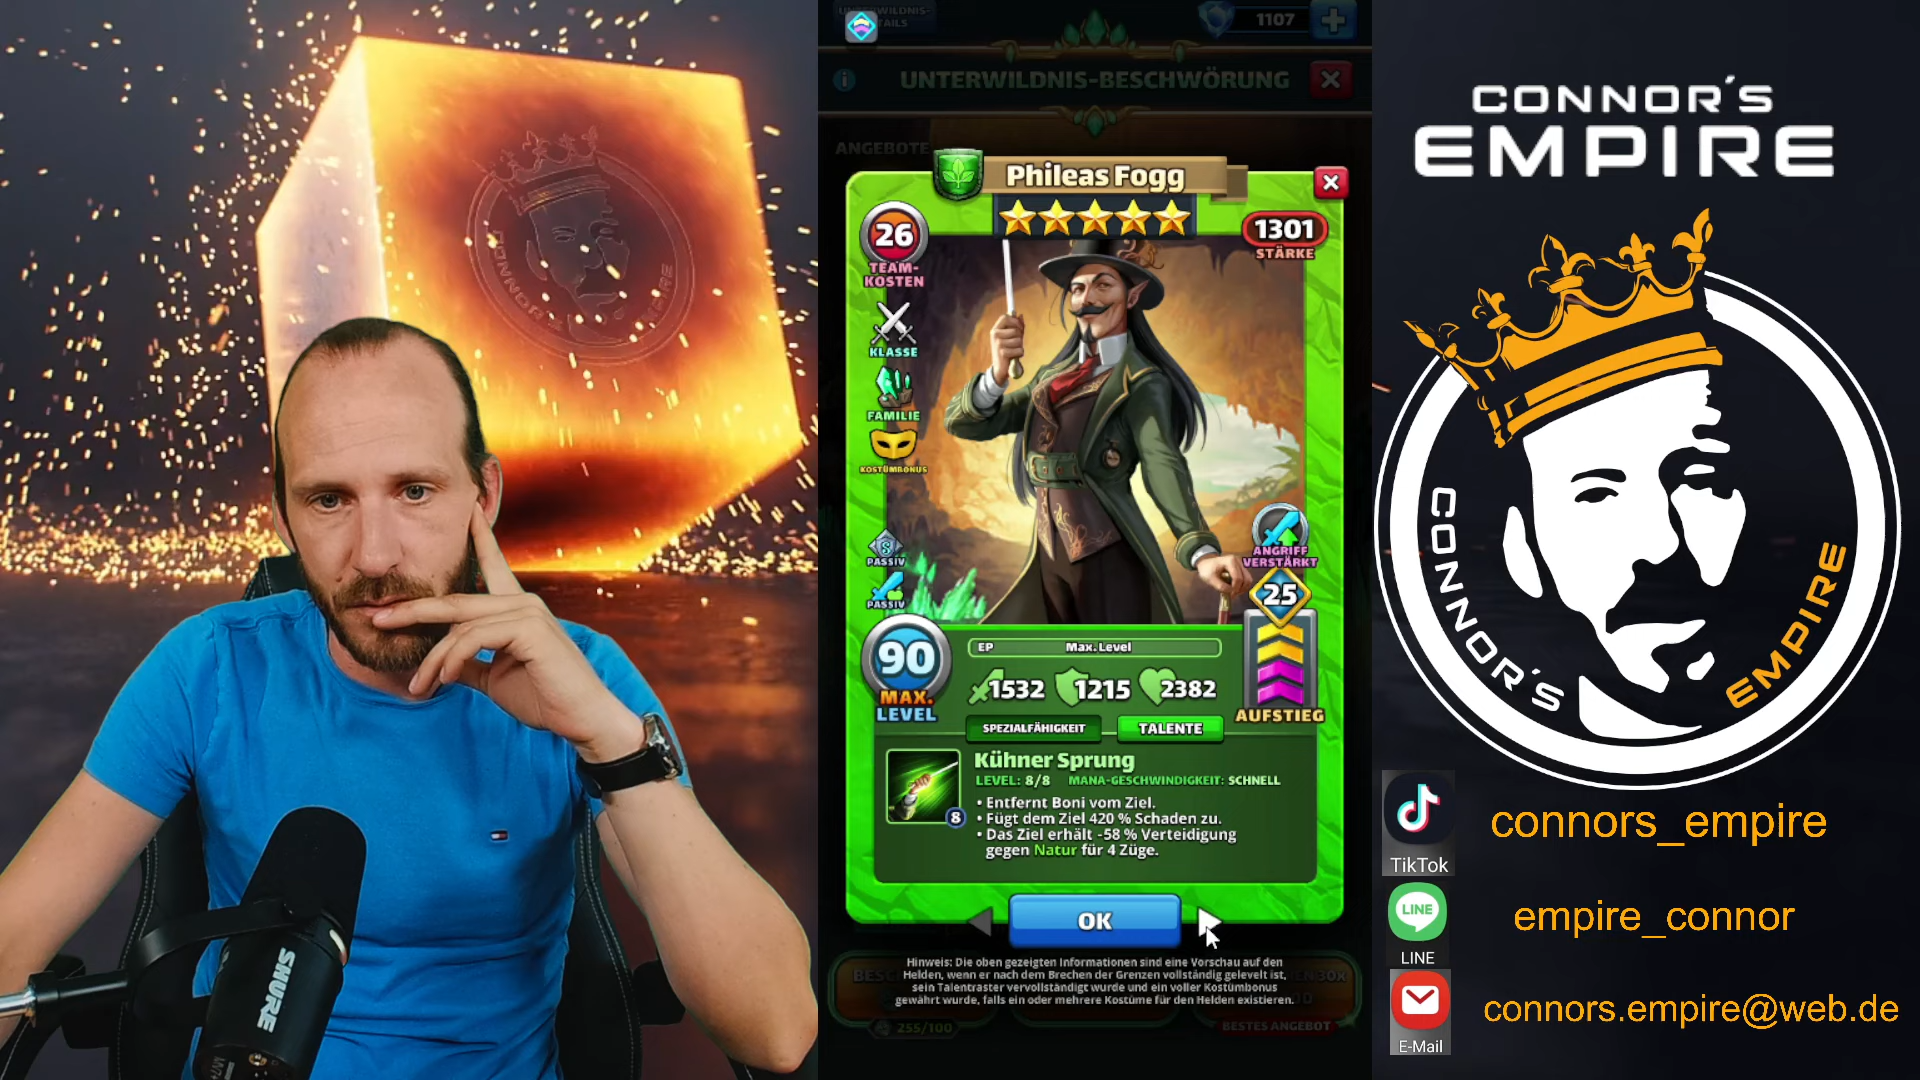 UNTERWILDNIS-
1107
UNTERWILDNIS-BESCHWÖRUNG
ANGEBOTE
Phileas Fogg
26
TEAM-
KOSTEN
1301
STÄRKE
KLASSE
FAMILIE
KOSTÜMBONUS
PASSIV
PASSIV
ANGRIFF
VERSTÄRKT
25
90
MAX.
LEVEL
EP
Max. Level
1532
1215
2382
AUFSTIEG
SPEZIALFÄHIGKEIT
TALENTE
Kühner Sprung
LEVEL: 8/8 MANA-GESCHWINDIGKEIT: SCHNELL
8
• Entfernt Boni vom Ziel.
• Fügt dem Ziel 420 % Schaden zu.
• Das Ziel erhält -58 % Verteidigung
gegen Natur für 4 Züge.
OK
Hinweis: Die oben gezeigten Informationen sind eine Vorschau auf den
Helden, wenn er nach dem Brechen der Grenzen vollständig gelevelt ist,
sein Talentraster vervollständigt wurde und ein voller Kostümbonus
gewährt wurde, falls ein oder mehrere Kostüme für den Helden existieren.
255/100
BESTES ANGEBOT
CONNOR'S
EMPIRE
CONNOR'S
EMPIRE
TikTok
connors_empire
LINE
LINE
empire_connor
E-Mail
connors.empire@web.de
SHURE